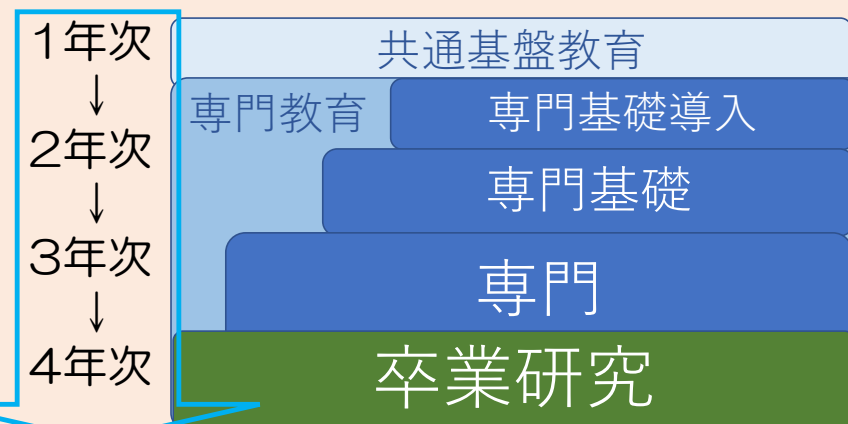 1年次
↓
2年次
↓
3年次
↓
4年次
共通基盤教育
専門教育
専門基礎導入
専門基礎
専門
卒業研究